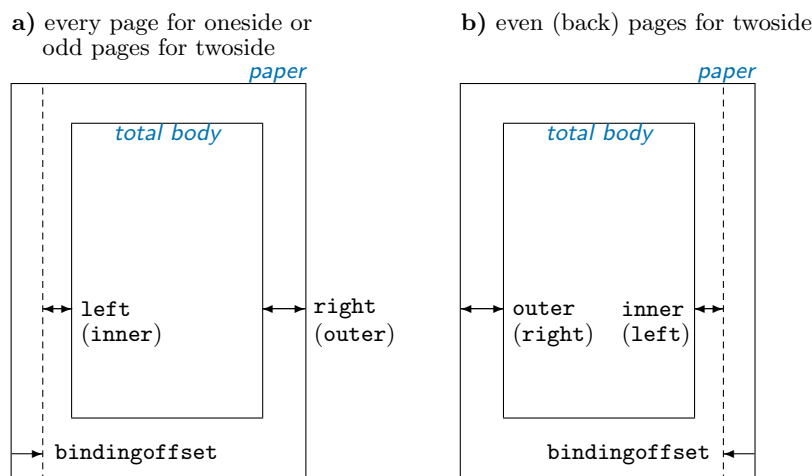 a) every page for oneside or
odd pages for twoside
paper
total body
left
(inner)
right
(outer)
bindingoffset
b) even (back) pages for twoside
paper
total body
outer
(right)
inner
(left)
bindingoffset